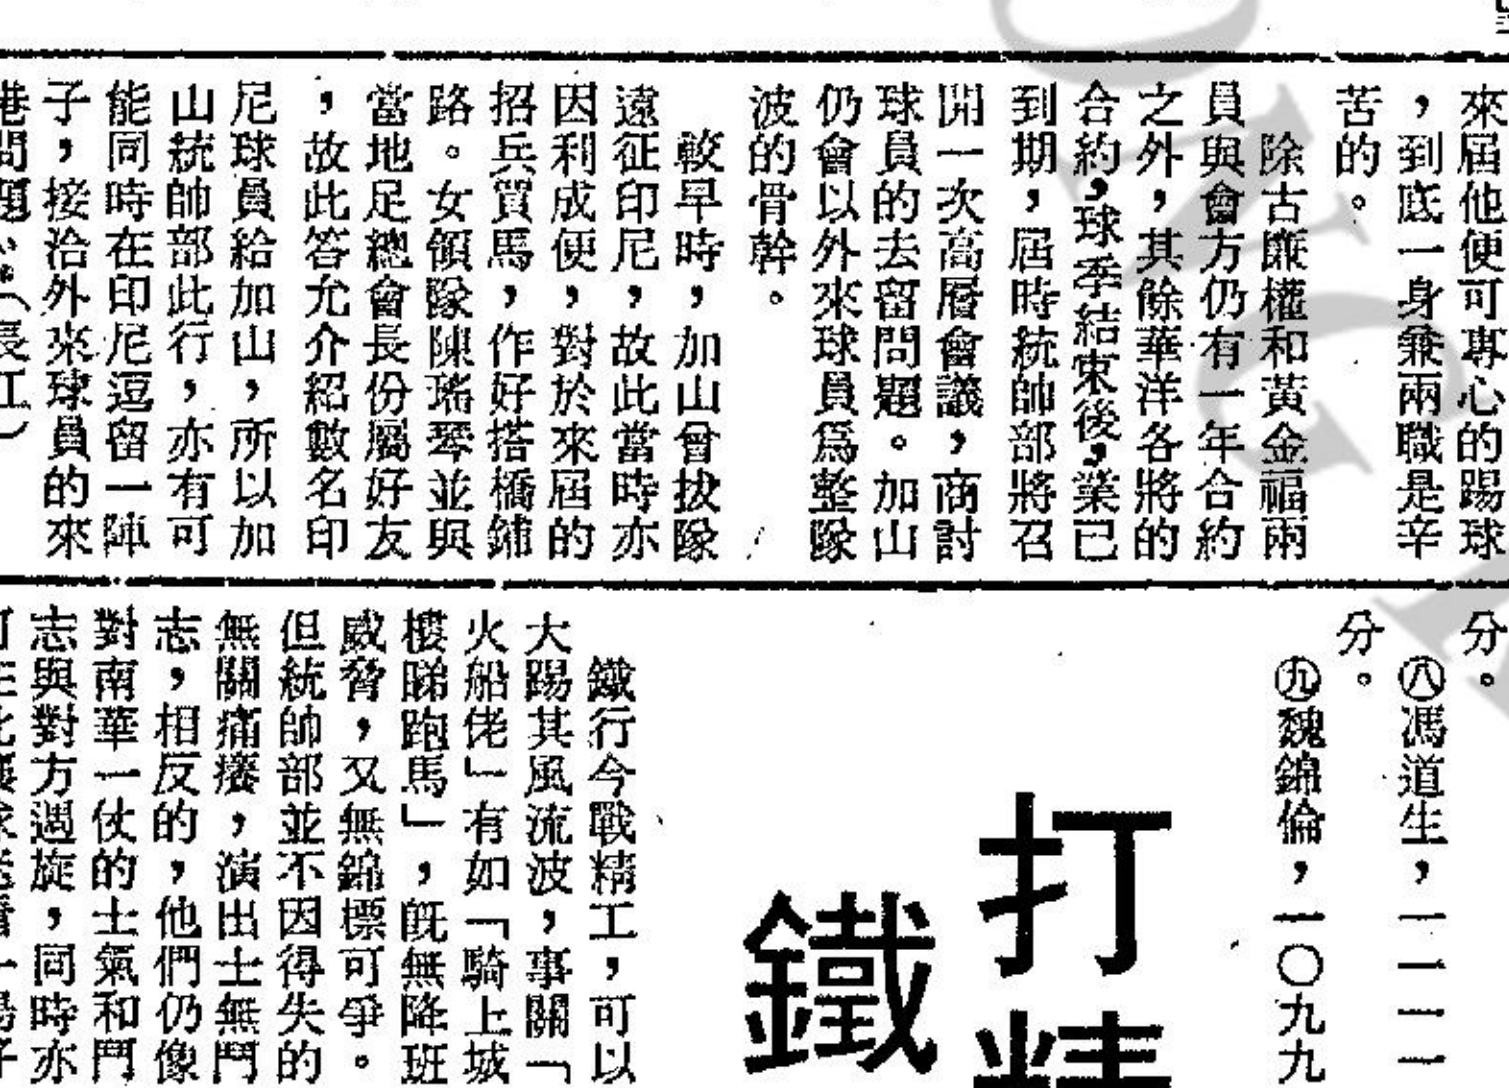 來屆他便可專心的踢球
，到底一身兼兩職是辛
苦的。
除古廉權和黃金福兩
員與會方仍有一年合約
之外，其餘華洋各將的
合約，球季結束後，業已
到期，屆時統帥部將召
開一次高層會議，商討
球員的去留問題。加山
仍會以外來球員爲整隊
波的骨幹。
較早時，加山曾拔隊
遠征印尼，故此當時亦
因利成便，對於來屆的
招兵買馬，作好搭橋鋪
路。女領隊陳瑤琴並與
當地足總會長份屬好友
，故此答允介紹數名印
尼球員給加山，所以加
山統帥部此行，亦有可
能同時在印尼逗留一陣
子，接洽外來球員的來
港問題。（長江）
分。
㊇馮道生，一一一一
分。
㊈魏錦倫，一〇九九
打精
鐵
鐵行今戰精工，可以
大踢其風流波，事關「
火船佬」有如「騎上城
樓睇跑馬」，旣無降班
威脅，又無錦標可爭。
但統帥部並不因得失的
無關痛癢，演出士無鬥
志，相反的，他們仍像
對南華一仗的士氣和鬥
志與對方週旋，同時亦